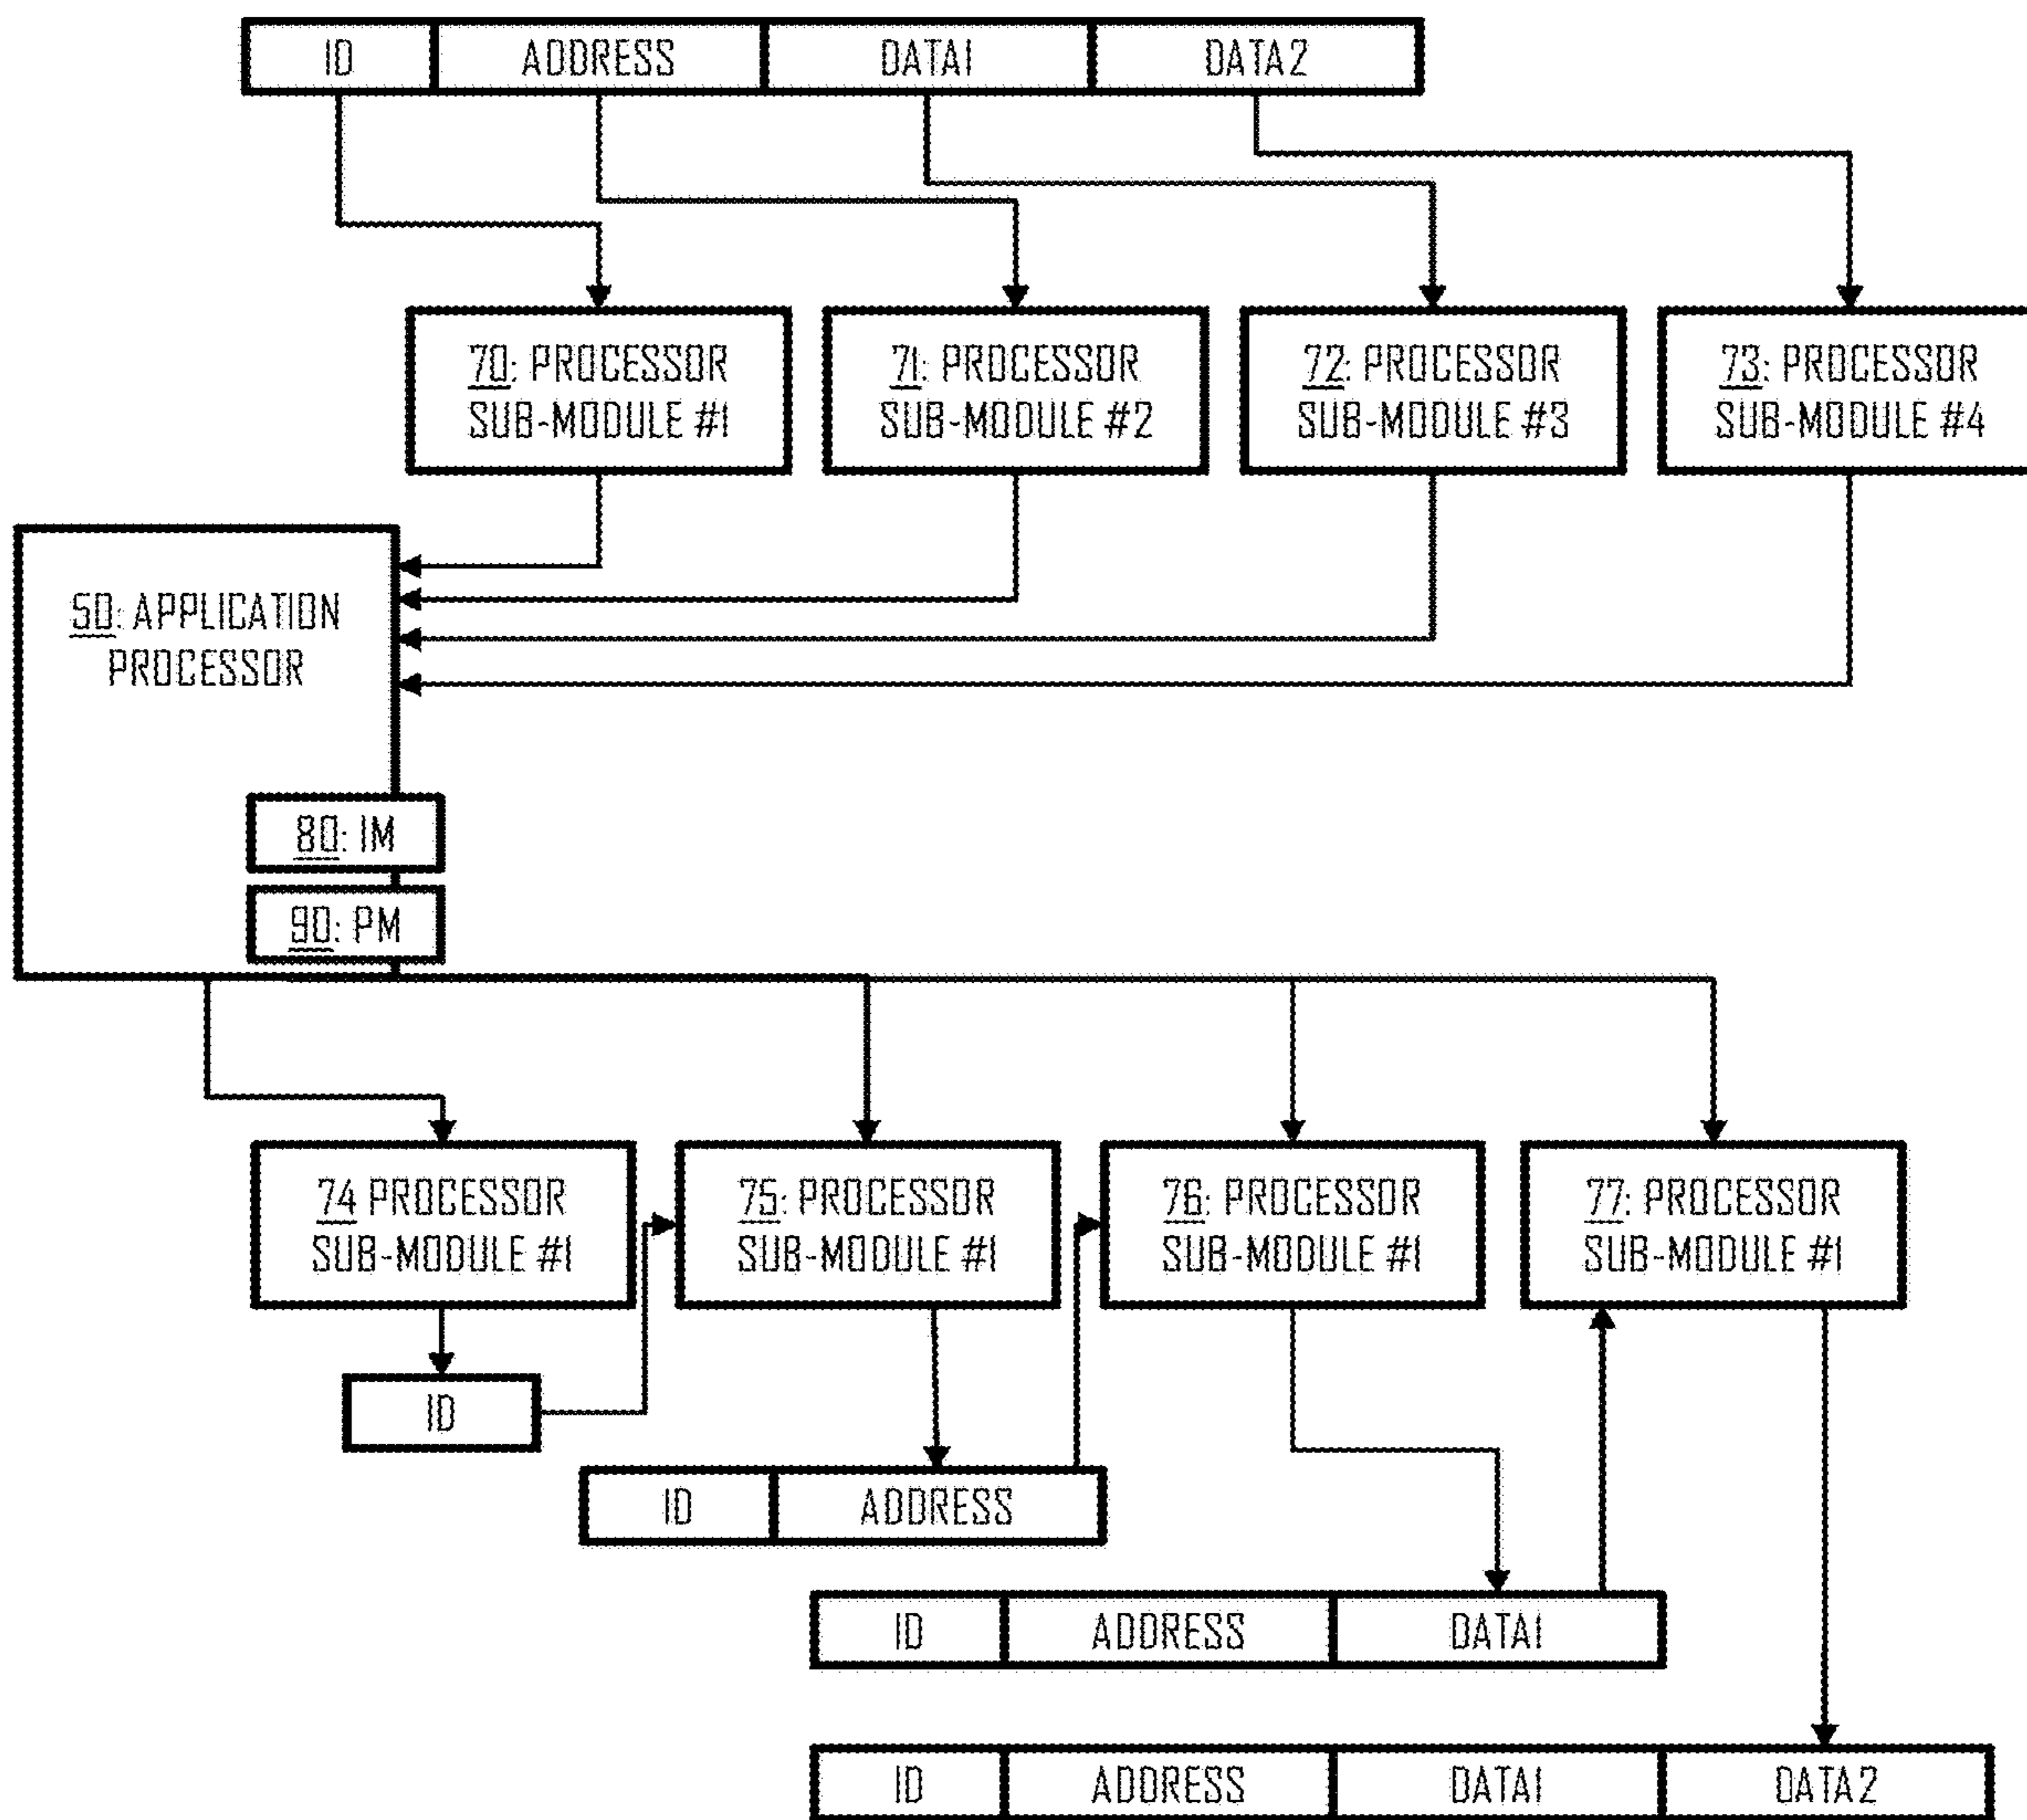 ID ADDRESS DATA1 DATA2
70: PROCESSOR
SUB-MODULE #1
71: PROCESSOR
SUB-MODULE #2
72: PROCESSOR
SUB-MODULE #3
73: PROCESSOR
SUB-MODULE #4
50: APPLICATION
PROCESSOR
80: IM
90: PM
74 PROCESSOR
SUB-MODULE #1
75: PROCESSOR
SUB-MODULE #1
76: PROCESSOR
SUB-MODULE #1
77: PROCESSOR
SUB-MODULE #1
ID
ID ADDRESS
ID ADDRESS DATA1
ID ADDRESS DATA1 DATA2